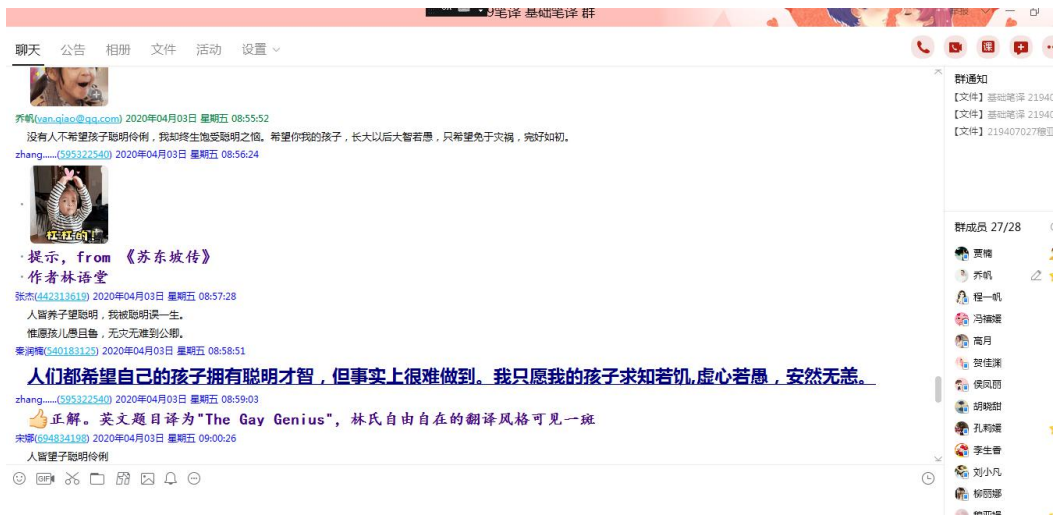 9笔译 基础笔译 群
聊天 公告 相册 文件 活动 设置
乔帆(van.qiao@qq.com) 2020年04月03日 星期五 08:55:52
没有人不希望孩子聪明伶俐，我却终生饱受聪明之恼。希望你我的孩子，长大以后大智若愚，只希望免于灾祸，完好如初。
zhang......(595322540) 2020年04月03日 星期五 08:56:24
杠杠的！
·提示，from 《苏东坡传》
·作者林语堂
张杰(442313619) 2020年04月03日 星期五 08:57:28
人皆养子望聪明，我被聪明误一生。
惟愿孩儿愚且鲁，无灾无难到公卿。
秦润楠(540183125) 2020年04月03日 星期五 08:58:51
人们都希望自己的孩子拥有聪明才智，但事实上很难做到。我只愿我的孩子求知若饥,虚心若愚，安然无恙。
zhang......(595322540) 2020年04月03日 星期五 08:59:03
正解。英文题目译为"The Gay Genius"，林氏自由自在的翻译风格可见一斑
宋娜(694834198) 2020年04月03日 星期五 09:00:26
人皆望子聪明伶俐
GIF
课
群通知
【文件】基础笔译 21940
【文件】基础笔译 21940
【文件】219407027
群成员 27/28
贾楠
乔帆
程一帆
冯禧媛
高月
贺佳渊
侯凤丽
胡晓甜
孔莉媛
李生香
刘小凡
柳丽娜